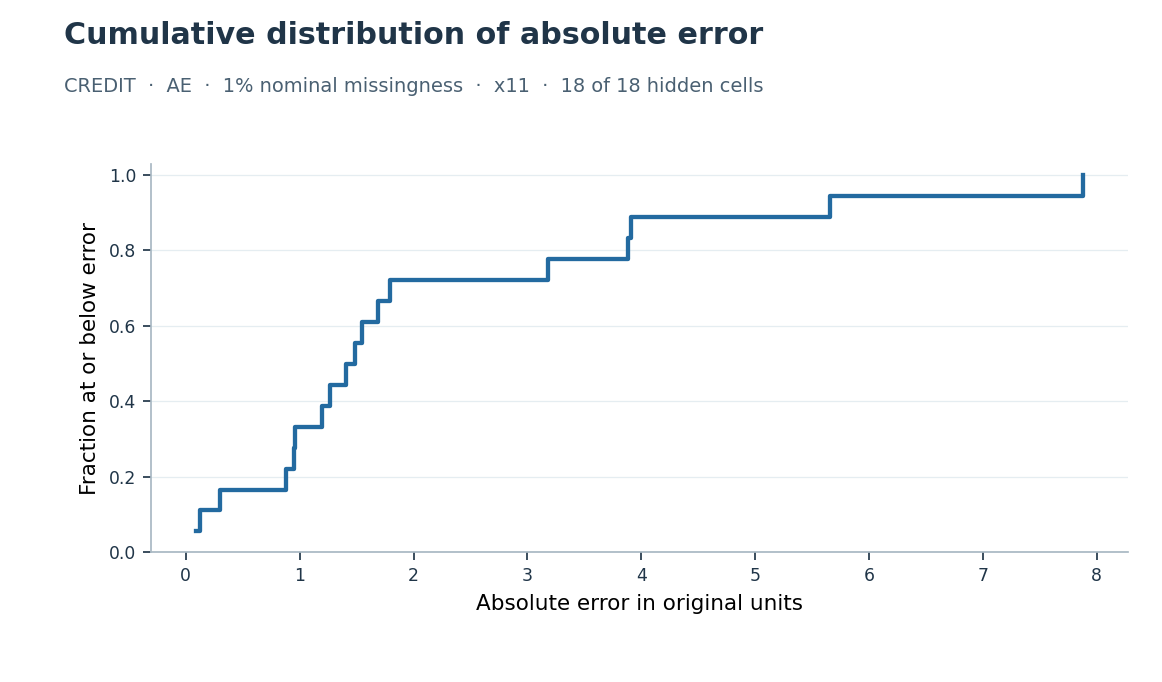 Cumulative distribution of absolute error
CREDIT · AE · 1% nominal missingness · x11 · 18 of 18 hidden cells
Fraction at or below error
1.0
0.8
0.6
0.4
0.2
0.0
0 1 2 3 4 5 6 7 8
Absolute error in original units